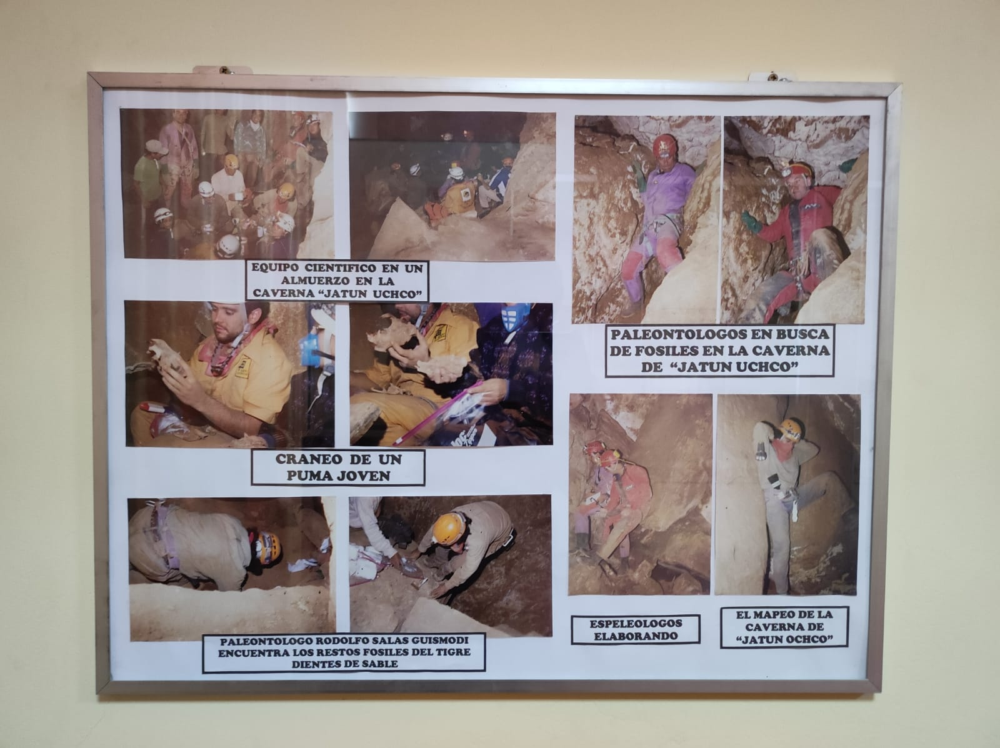 EQUIPO CIENTIFICO EN UN
ALMUERZO EN LA
CAVERNA "JATUN UCHCO"
CRANEO DE UN
PUMA JOVEN
PALEONTOLOGO RODOLFO SALAS GUISMODI
ENCUENTRA LOS RESTOS FOSILES DEL TIGRE
DIENTES DE SABLE
PALEONTOLOGOS EN BUSCA
DE FOSILES EN LA CAVERNA
DE "JATUN UCHCO"
ESPELEOLOGOS
ELABORANDO
EL MAPEO DE LA
CAVERNA DE
"JATUN OCHCO"